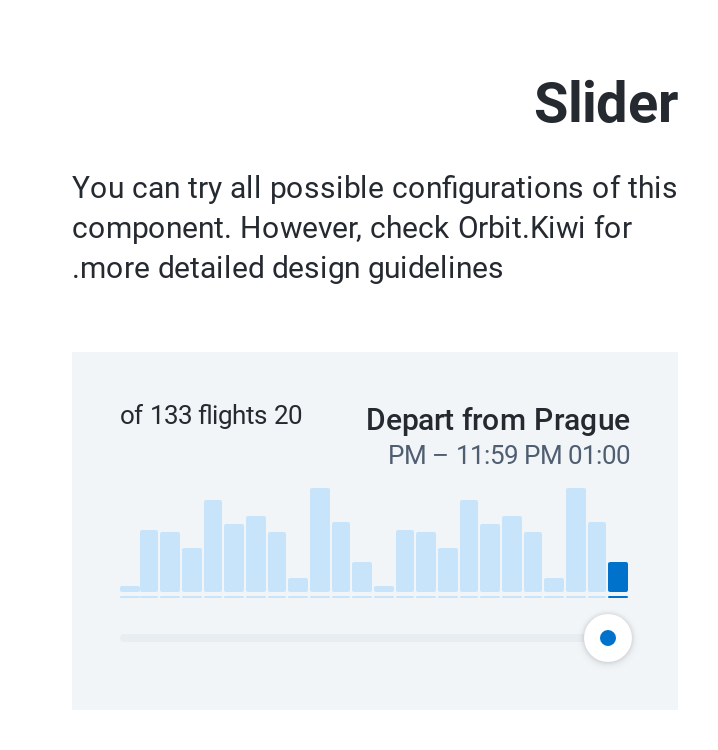 Slider
You can try all possible configurations of this
component. However, check Orbit.Kiwi for
.more detailed design guidelines
Depart from Prague
of 133 flights 20
PM – 11:59 PM 01:00